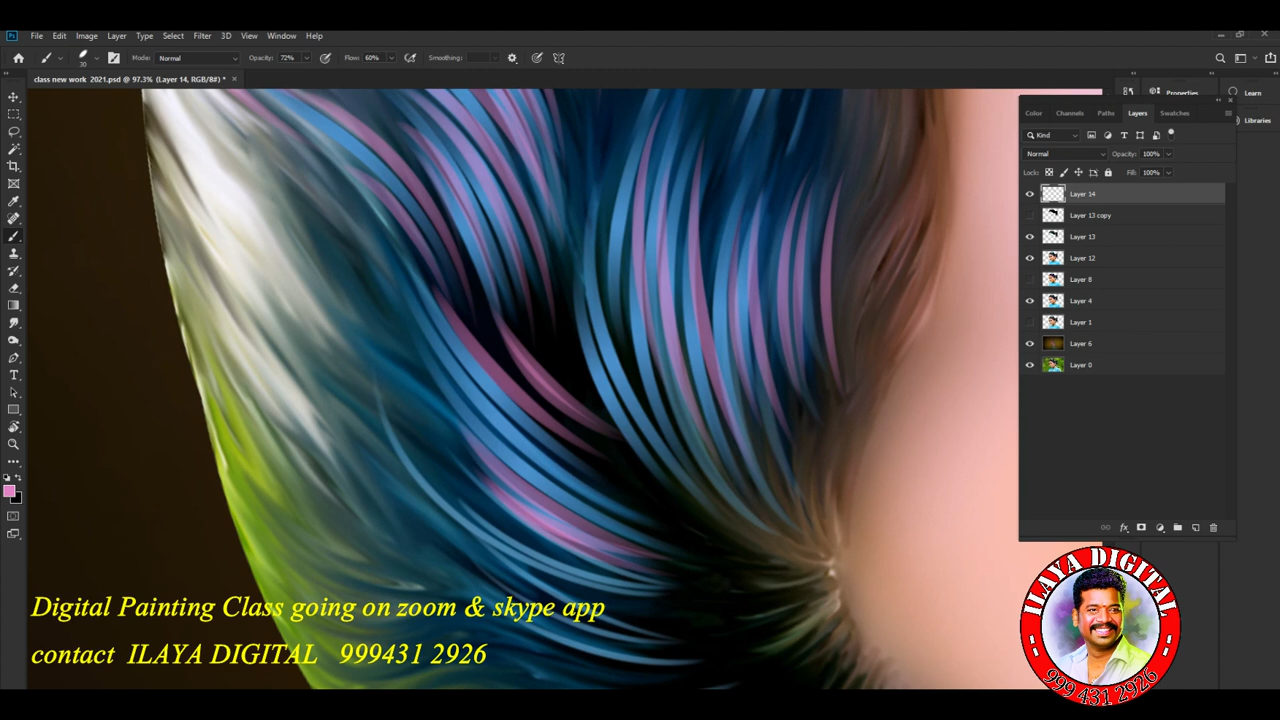 File Edit Image Layer Type Select Filter 3D View Window Help
30 Mode: Normal Opacity: 72% Flow: 60% Smoothing:
class new work 2021.psd @ 97.3% (Layer 14, RGB/8#) *
Properties Learn
Libraries
Color Channels Paths Layers Swatches
Kind
Normal Opacity: 100%
Lock: Fill: 100%
Layer 14
Layer 13 copy
Layer 13
Layer 12
Layer 8
Layer 4
Layer 1
Layer 6
Layer 0
Digital Painting Class going on zoom & skype app
contact ILAYA DIGITAL 999431 2926
ILAYA DIGITAL
999 431 2926